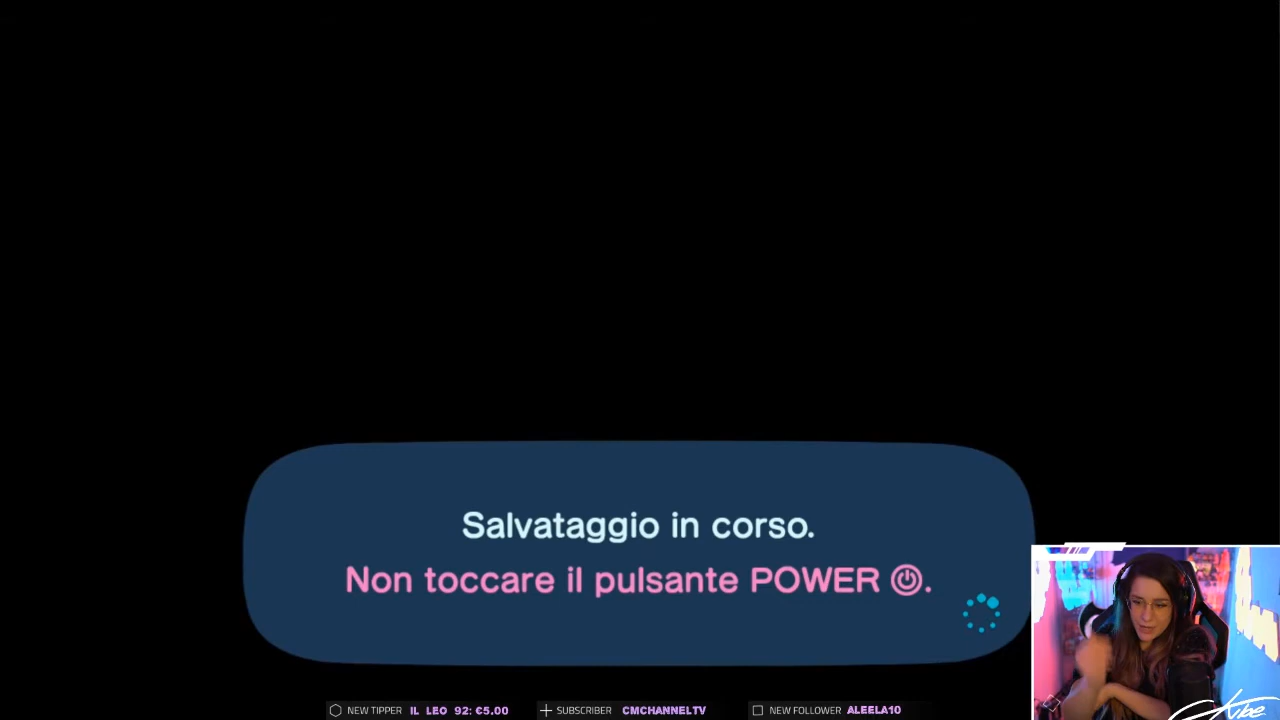 Salvataggio in corso.
Non toccare il pulsante POWER ⏻.
NEW TIPPER IL LEO 92: €5.00
SUBSCRIBER CMCHANNELTV
NEW FOLLOWER ALEELA10